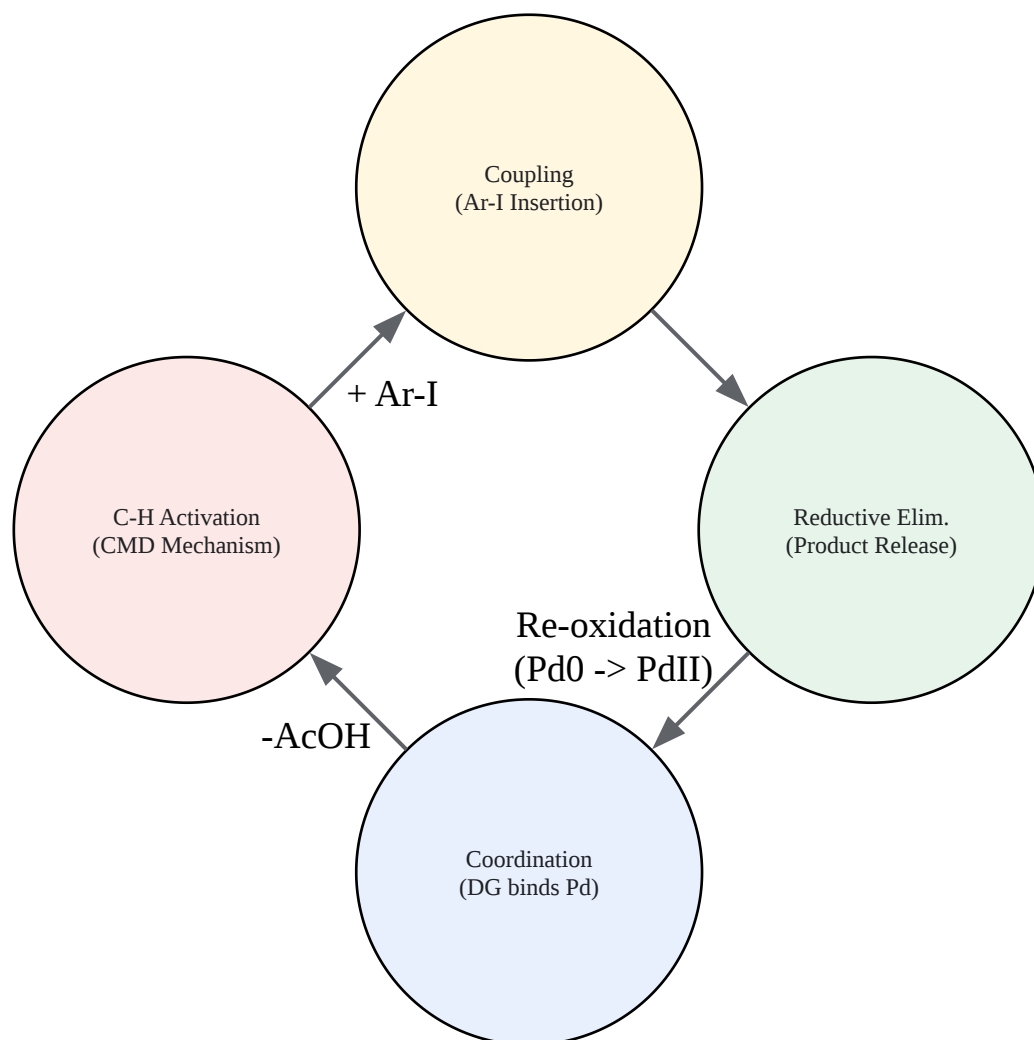 Coupling
(Ar-I Insertion)
+ Ar-I
C-H Activation
(CMD Mechanism)
Reductive Elim.
(Product Release)
Re-oxidation
(Pd0 -> PdII)
-AcOH
Coordination
(DG binds Pd)